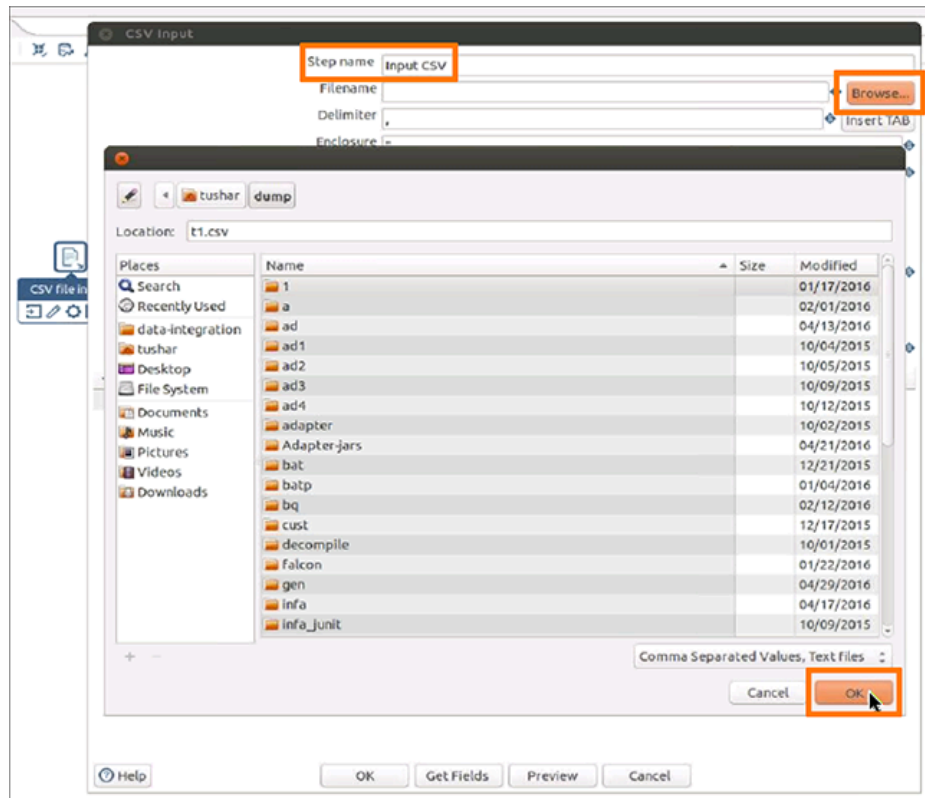 CSV Input
Step name Input CSV
Filename Browse...
Delimiter , Insert TAB
Enclosure "
tushar dump
Location: t1.csv
Places Name Size Modified
Search 1 01/17/2016
Recently Used a 02/01/2016
data-integration ad 04/13/2016
tushar ad1 10/04/2015
Desktop ad2 10/05/2015
File System ad3 10/09/2015
ad4 10/12/2015
Documents adapter 10/02/2015
Music Adapter-jars 04/21/2016
Pictures bat 12/21/2015
Videos batp 01/04/2016
Downloads bq 02/12/2016
cust 12/17/2015
decompile 10/01/2015
falcon 01/22/2016
gen 04/29/2016
infa 04/17/2016
infa_junit 10/09/2015
CSV file in
Comma Separated Values, Text files
Cancel OK
Help OK Get Fields Preview Cancel